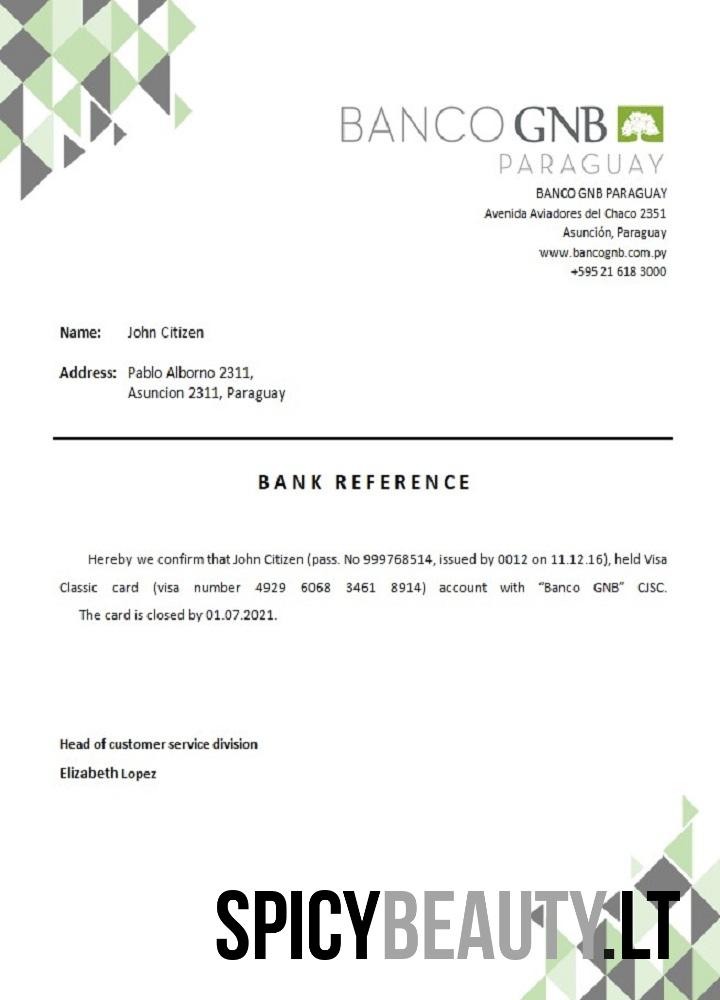 BANCO GNB
PARAGUAY
BANCO GNB PARAGUAY
Avenida Aviadores del Chaco 2351
Asunción, Paraguay
www.bancognb.com.py
+595 21 618 3000
Name: John Citizen
Address: Pablo Alborno 2311,
Asuncion 2311, Paraguay
BANK REFERENCE
Hereby we confirm that John Citizen (pass. No 999768514, issued by 0012 on 11.12.16), held Visa
Classic card (visa number 4929 6068 3461 8914) account with “Banco GNB” CJSC.
The card is closed by 01.07.2021.
Head of customer service division
Elizabeth Lopez
SPICYBEAUTY.LT